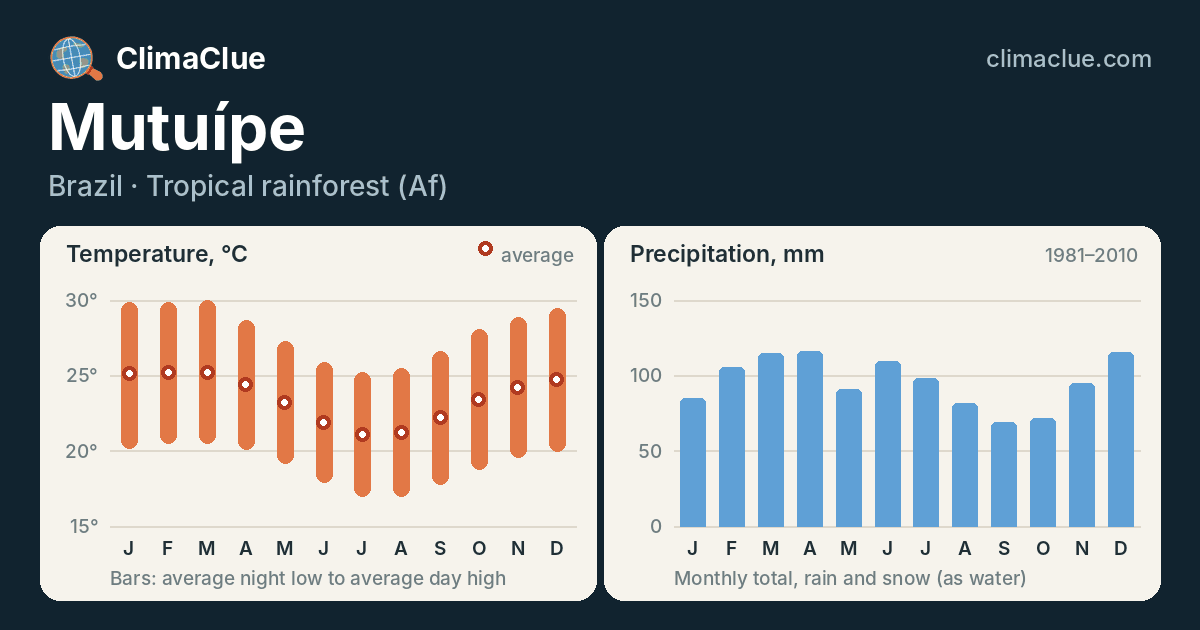 ClimaClue
climaclue.com
Mutuípe
Brazil · Tropical rainforest (Af)
Temperature, °C
average
30°
25°
20°
15°
J F M A M J J A S O N D
Bars: average night low to average day high
Precipitation, mm
1981–2010
150
100
50
0
J F M A M J J A S O N D
Monthly total, rain and snow (as water)